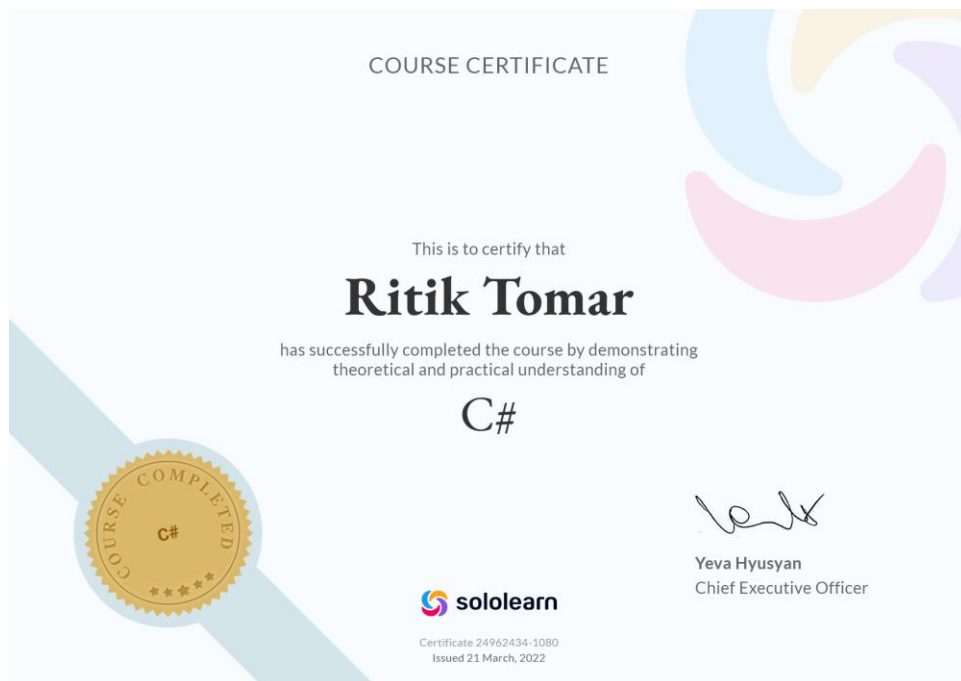 COURSE CERTIFICATE
This is to certify that
Ritik Tomar
has successfully completed the course by demonstrating
theoretical and practical understanding of
C#
COURSE COMPLETED
C#
Yeva Hyusyan
Chief Executive Officer
sololearn
Certificate 24962434-1080
Issued 21 March, 2022